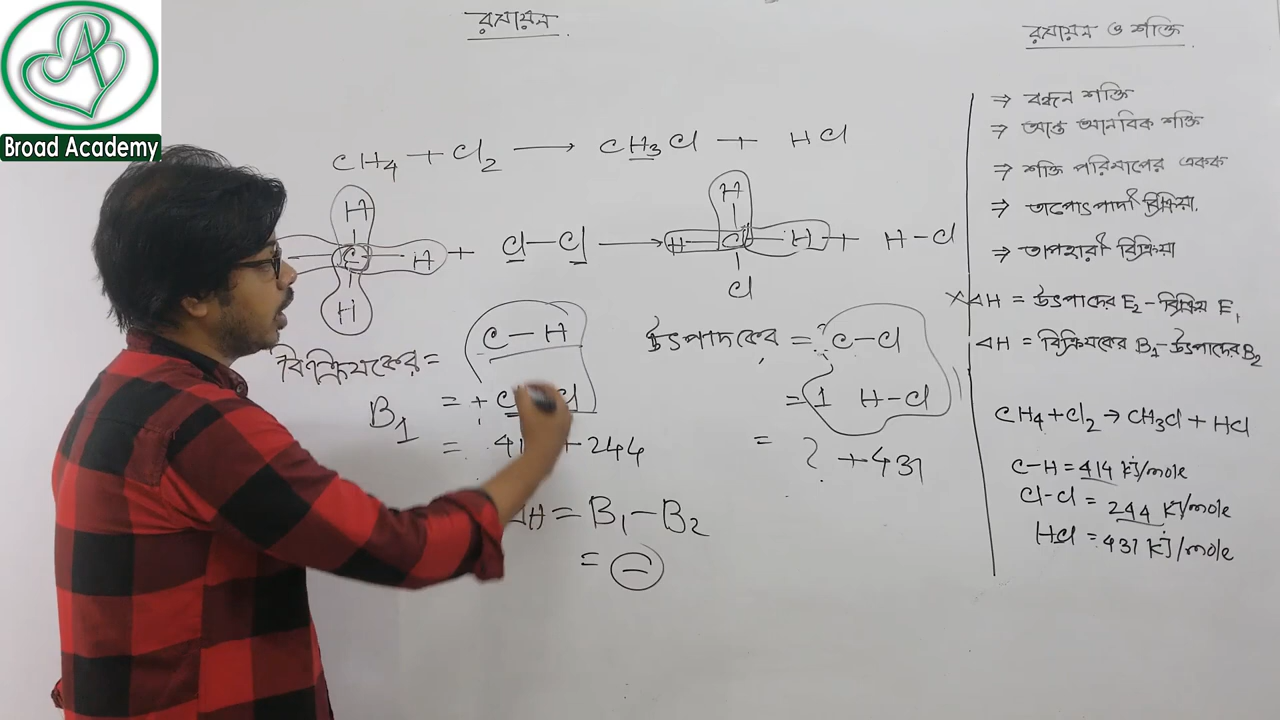 Broad Academy
রসায়ন
CH4 + Cl2 → CH3Cl + HCl
H
H
C
H
+ Cl—Cl →
H
H—C—H
Cl
+ H—Cl
বিক্রিয়কের =
C—H
= + Cl
B1
= 41 + 244
উৎপাদকের = ? C—Cl
= 1 H—Cl
= ? + 431
ΔH = B1 — B2
= —
রসায়ন ও শক্তি
⇒ বন্ধন শক্তি
⇒ আন্ত আনবিক শক্তি
⇒ শক্তি পরিমাপের একক
⇒ তাপোৎপাদী বিক্রিয়া.
⇒ তাপহারী বিক্রিয়া
× ΔH = উৎপাদের E2 — বিক্রিয় E1
ΔH = বিক্রিয়কের B1 — উৎপাদের B2
CH4 + Cl2 → CH3Cl + HCl
C—H = 414 kJ/mole
Cl—Cl = 244 KJ/mole
HCl = 431 kJ/mole